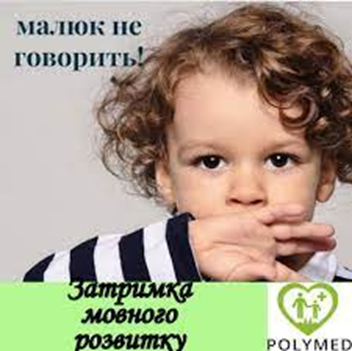 малюк не
говорить!
Затримка
мовного
розвитку
POLYMED